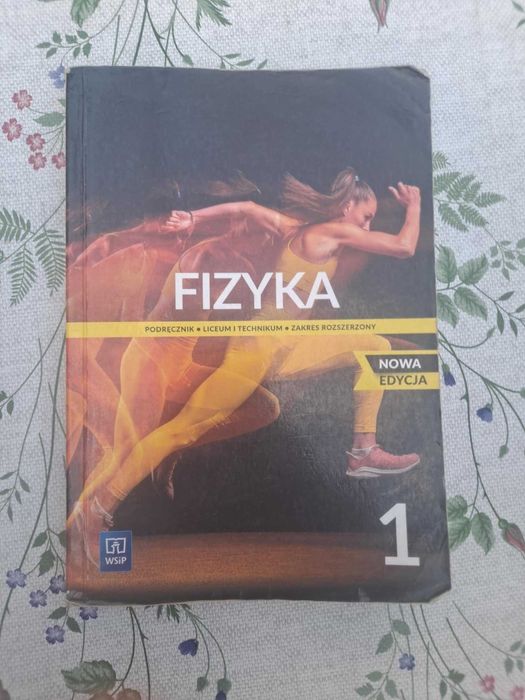 FIZYKA
PODRĘCZNIK ● LICEUM I TECHNIKUM ● ZAKRES ROZSZERZONY
NOWA
EDYCJA
1
WSiP